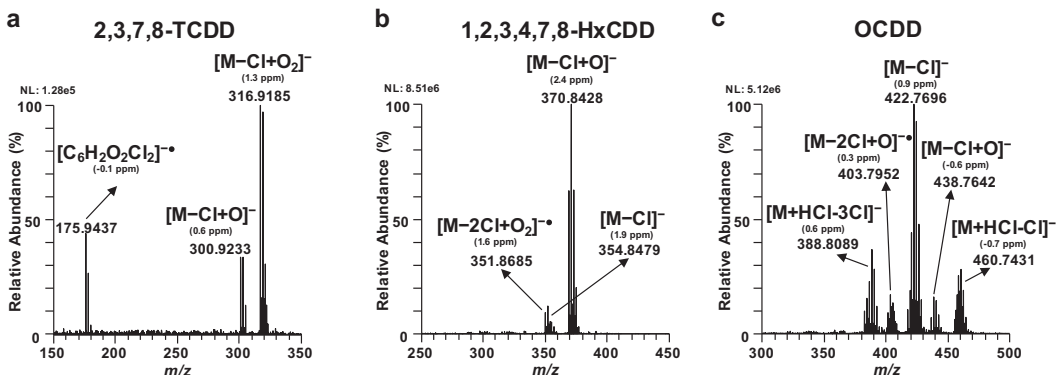 a
2,3,7,8-TCDD
NL: 1.28e5
[M−Cl+O₂]⁻
(1.3 ppm)
316.9185
[C₆H₂O₂Cl₂]⁻•
(-0.1 ppm)
175.9437
[M−Cl+O]⁻
(0.6 ppm)
300.9233
Relative Abundance (%)
100
50
0
150
200
250
300
350
m/z
b
1,2,3,4,7,8-HxCDD
NL: 8.51e6
[M−Cl+O]⁻
(2.4 ppm)
370.8428
[M−2Cl+O₂]⁻•
(1.6 ppm)
351.8685
[M−Cl]⁻
(1.9 ppm)
354.8479
Relative Abundance (%)
100
50
0
250
300
350
400
450
m/z
c
OCDD
NL: 5.12e6
[M−Cl]⁻
(0.9 ppm)
422.7696
[M−2Cl+O]⁻•
(0.3 ppm)
403.7952
[M−Cl+O]⁻
(-0.6 ppm)
438.7642
[M+HCl-3Cl]⁻
(0.6 ppm)
388.8089
[M+HCl-Cl]⁻
(-0.7 ppm)
460.7431
Relative Abundance (%)
100
50
0
300
350
400
450
500
m/z